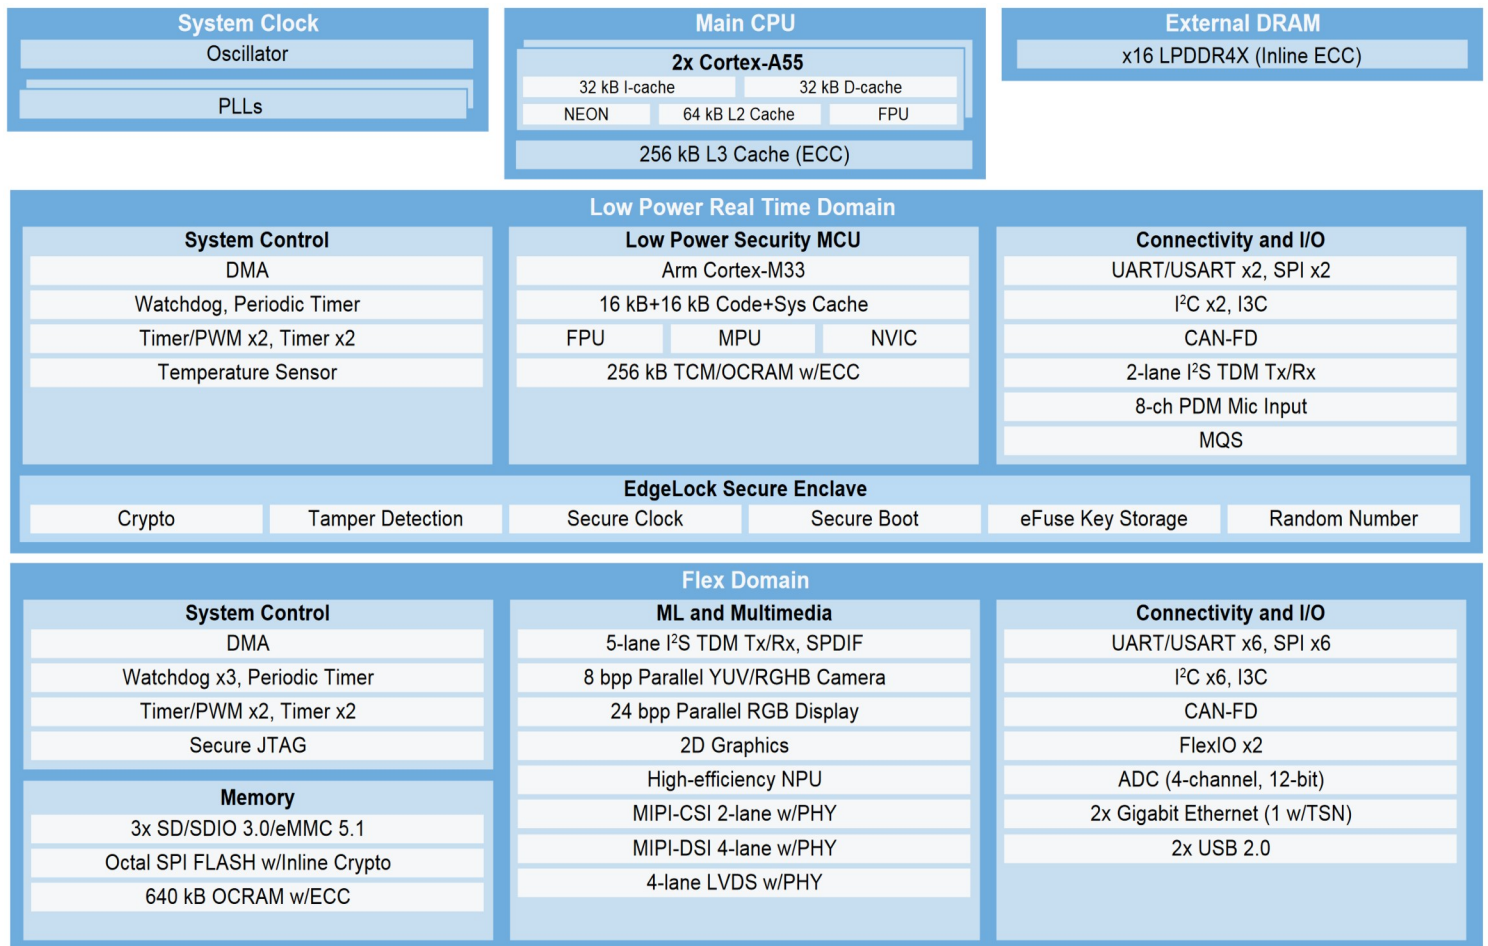 System Clock
Oscillator
PLLs
Main CPU
2x Cortex-A55
32 kB I-cache
32 kB D-cache
NEON
64 kB L2 Cache
FPU
256 kB L3 Cache (ECC)
External DRAM
x16 LPDDR4X (Inline ECC)
Low Power Real Time Domain
System Control
DMA
Watchdog, Periodic Timer
Timer/PWM x2, Timer x2
Temperature Sensor
Low Power Security MCU
Arm Cortex-M33
16 kB+16 kB Code+Sys Cache
FPU
MPU
NVIC
256 kB TCM/OCRAM w/ECC
Connectivity and I/O
UART/USART x2, SPI x2
I²C x2, I3C
CAN-FD
2-lane I²S TDM Tx/Rx
8-ch PDM Mic Input
MQS
EdgeLock Secure Enclave
Crypto
Tamper Detection
Secure Clock
Secure Boot
eFuse Key Storage
Random Number
Flex Domain
System Control
DMA
Watchdog x3, Periodic Timer
Timer/PWM x2, Timer x2
Secure JTAG
Memory
3x SD/SDIO 3.0/eMMC 5.1
Octal SPI FLASH w/Inline Crypto
640 kB OCRAM w/ECC
ML and Multimedia
5-lane I²S TDM Tx/Rx, SPDIF
8 bpp Parallel YUV/RGHB Camera
24 bpp Parallel RGB Display
2D Graphics
High-efficiency NPU
MIPI-CSI 2-lane w/PHY
MIPI-DSI 4-lane w/PHY
4-lane LVDS w/PHY
Connectivity and I/O
UART/USART x6, SPI x6
I²C x6, I3C
CAN-FD
FlexIO x2
ADC (4-channel, 12-bit)
2x Gigabit Ethernet (1 w/TSN)
2x USB 2.0